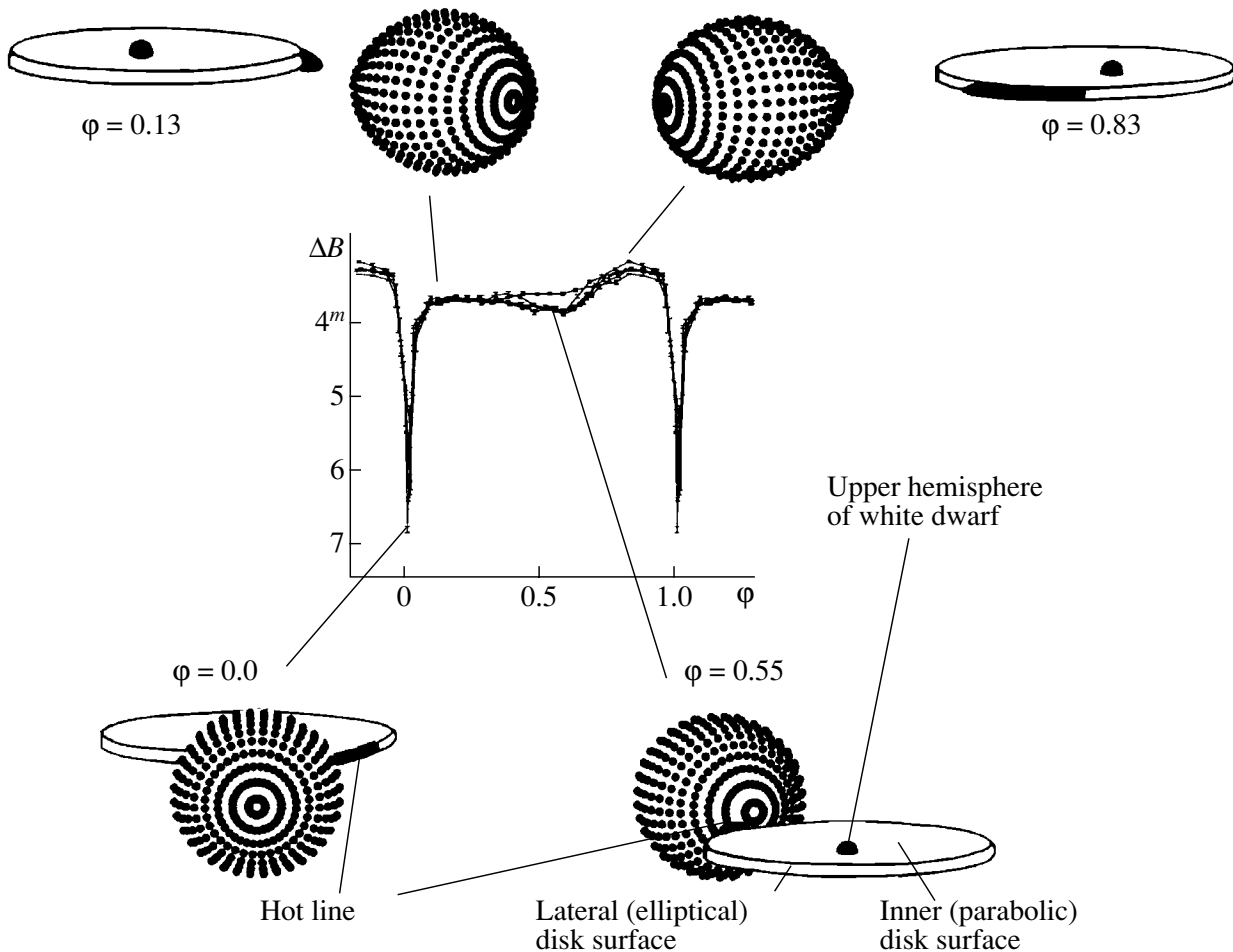 φ = 0.13
φ = 0.83
ΔB
4ᵐ
5
6
7
0
0.5
1.0
φ
Upper hemisphere
of white dwarf
φ = 0.0
φ = 0.55
Hot line
Lateral (elliptical)
disk surface
Inner (parabolic)
disk surface